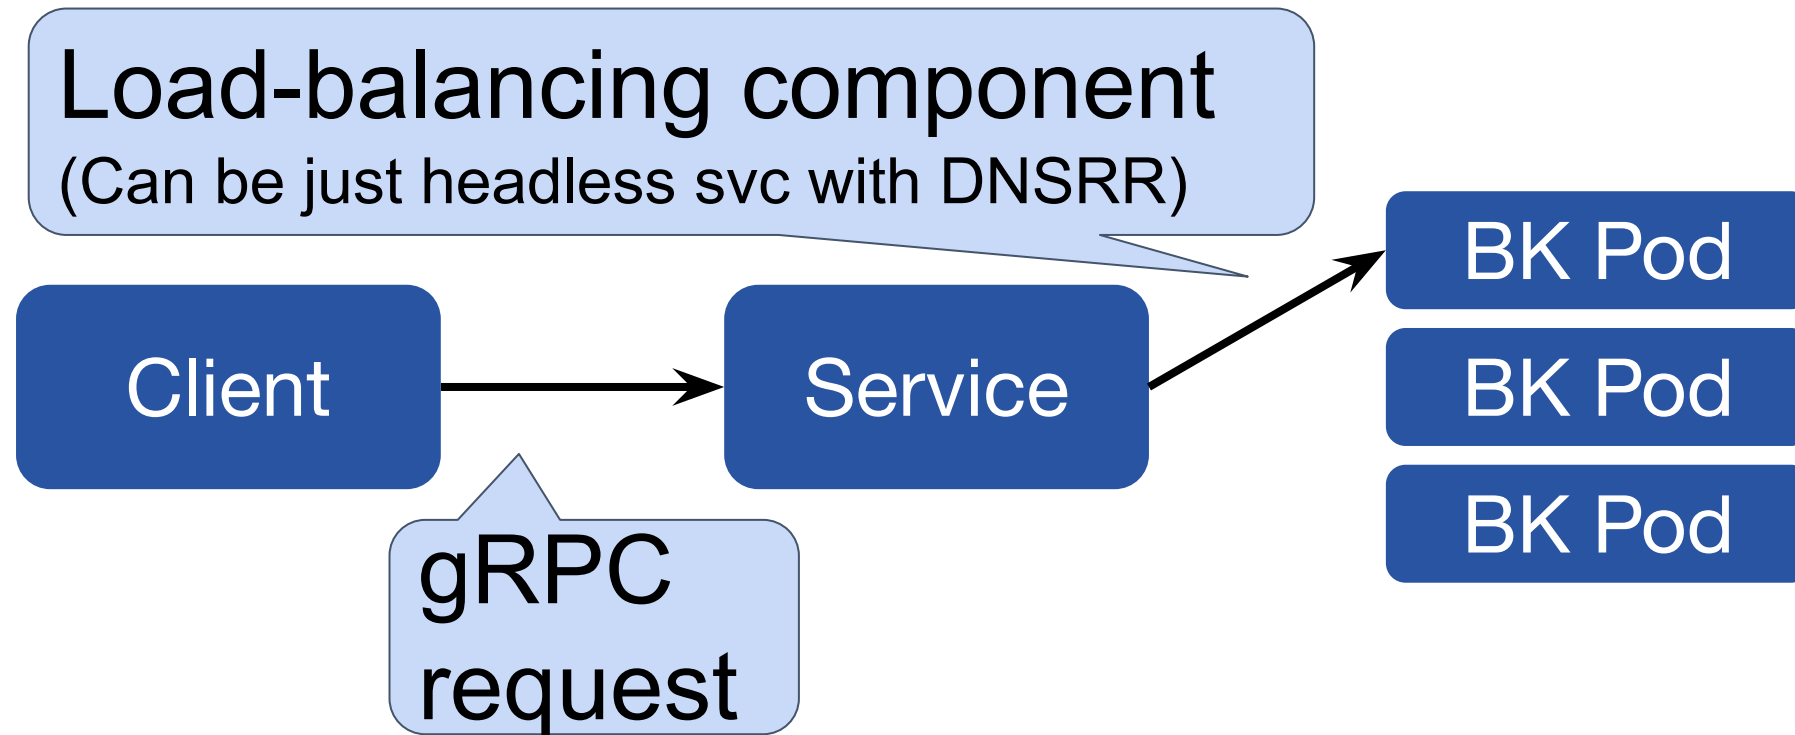 Load-balancing component
(Can be just headless svc with DNSRR)
Client
Service
BK Pod
BK Pod
BK Pod
gRPC
request